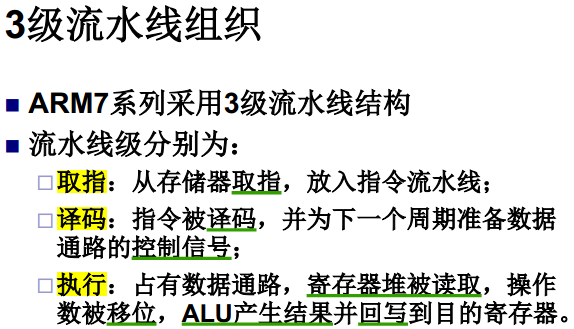 3级流水线组织
ARM7系列采用3级流水线结构
流水线级分别为：
取指：从存储器取指，放入指令流水线；
译码：指令被译码，并为下一个周期准备数据
通路的控制信号；
执行：占有数据通路，寄存器堆被读取，操作
数被移位，ALU产生结果并回写到目的寄存器。